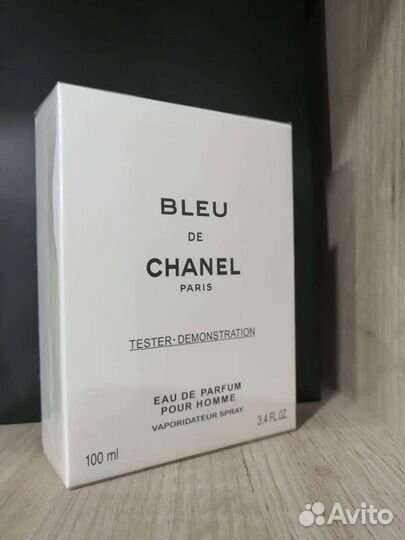 BLEU
DE
CHANEL
PARIS
TESTER·DEMONSTRATION
EAU DE PARFUM
POUR HOMME
VAPORIDATEUR SPRAY
100 ml
3.4 FL.OZ.
Avito